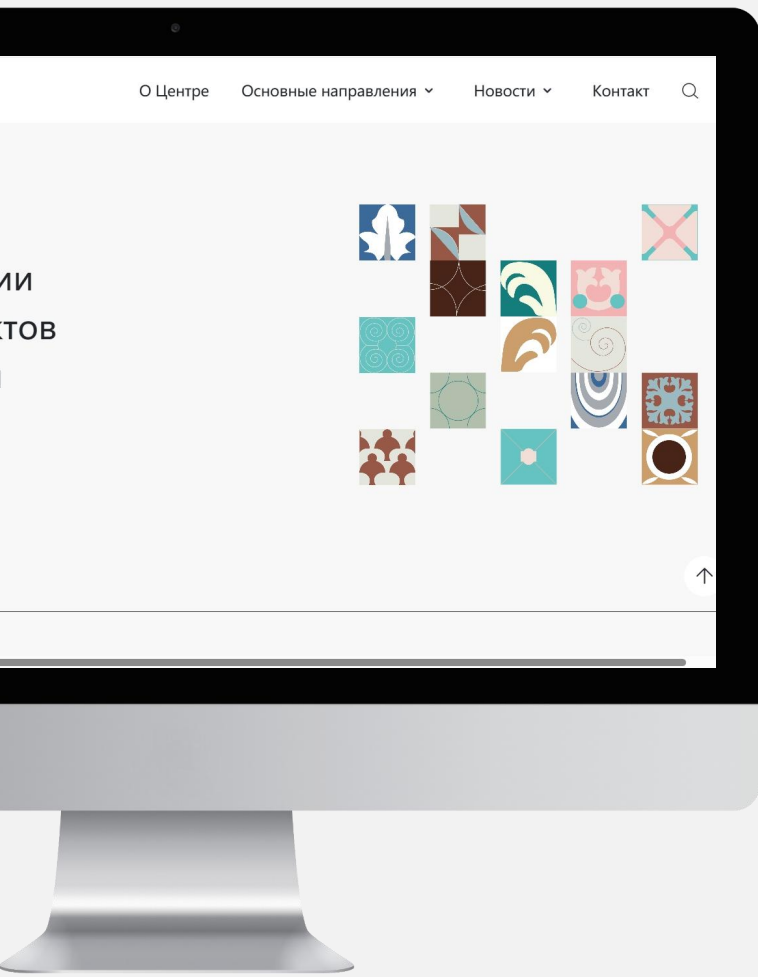 О Центре Основные направления Новости Контакт
ии
ктов